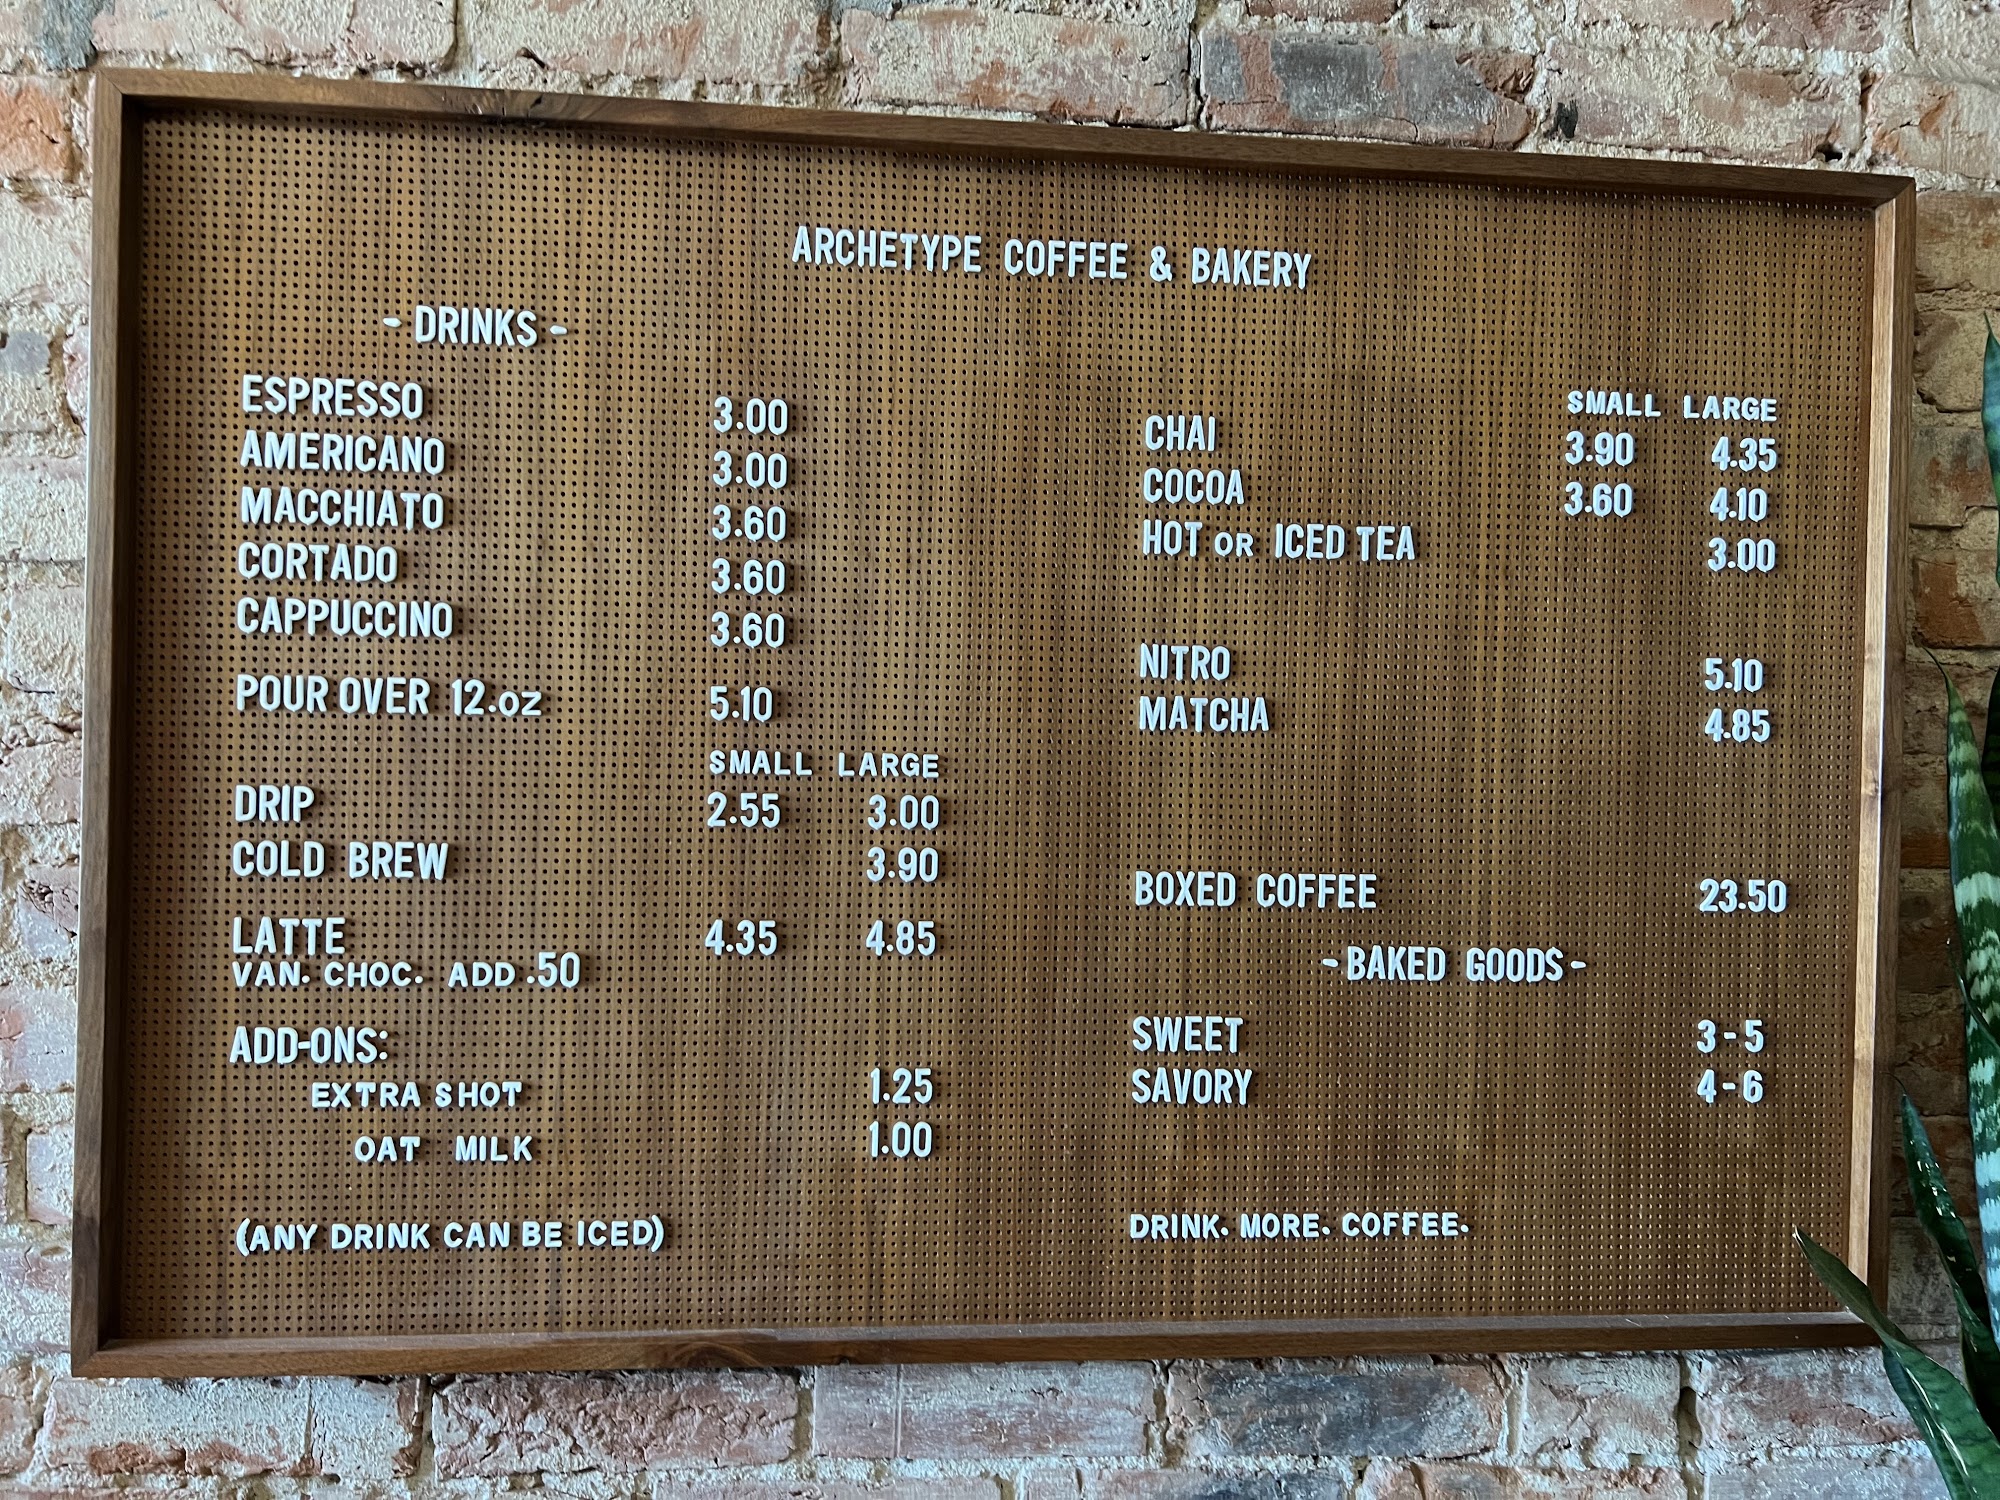 ARCHETYPE COFFEE & BAKERY
- DRINKS -
ESPRESSO 3.00
AMERICANO 3.00
MACCHIATO 3.60
CORTADO 3.60
CAPPUCCINO 3.60
POUR OVER 12.oz 5.10
SMALL LARGE
DRIP 2.55 3.00
COLD BREW 3.90
LATTE 4.35 4.85
VAN. CHOC. ADD .50
ADD-ONS:
EXTRA SHOT 1.25
OAT MILK 1.00
(ANY DRINK CAN BE ICED)
SMALL LARGE
CHAI 3.90 4.35
COCOA 3.60 4.10
HOT OR ICED TEA 3.00
NITRO 5.10
MATCHA 4.85
BOXED COFFEE 23.50
- BAKED GOODS -
SWEET 3 - 5
SAVORY 4 - 6
DRINK. MORE. COFFEE.